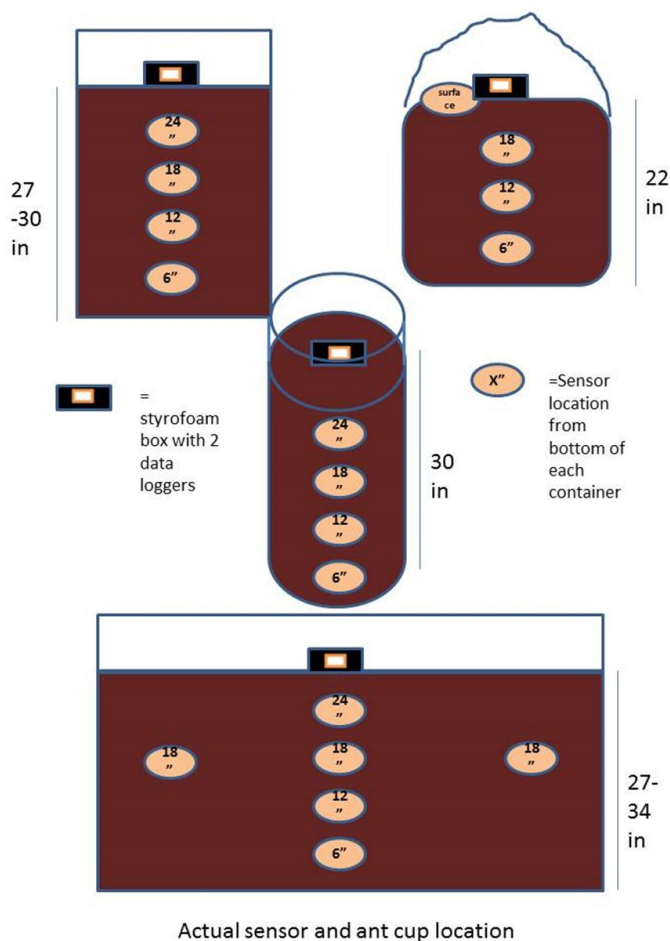 24
”
18
”
12
”
6”
27
-30
in
surfa
ce
18
”
12
”
6”
22
in
=
styrofoam
box with 2
data
loggers
24
”
18
”
12
”
6”
30
in
X”
=Sensor
location
from
bottom of
each
container
24
”
18
”
18
”
18
”
12
”
6”
27-
34
in
Actual sensor and ant cup location